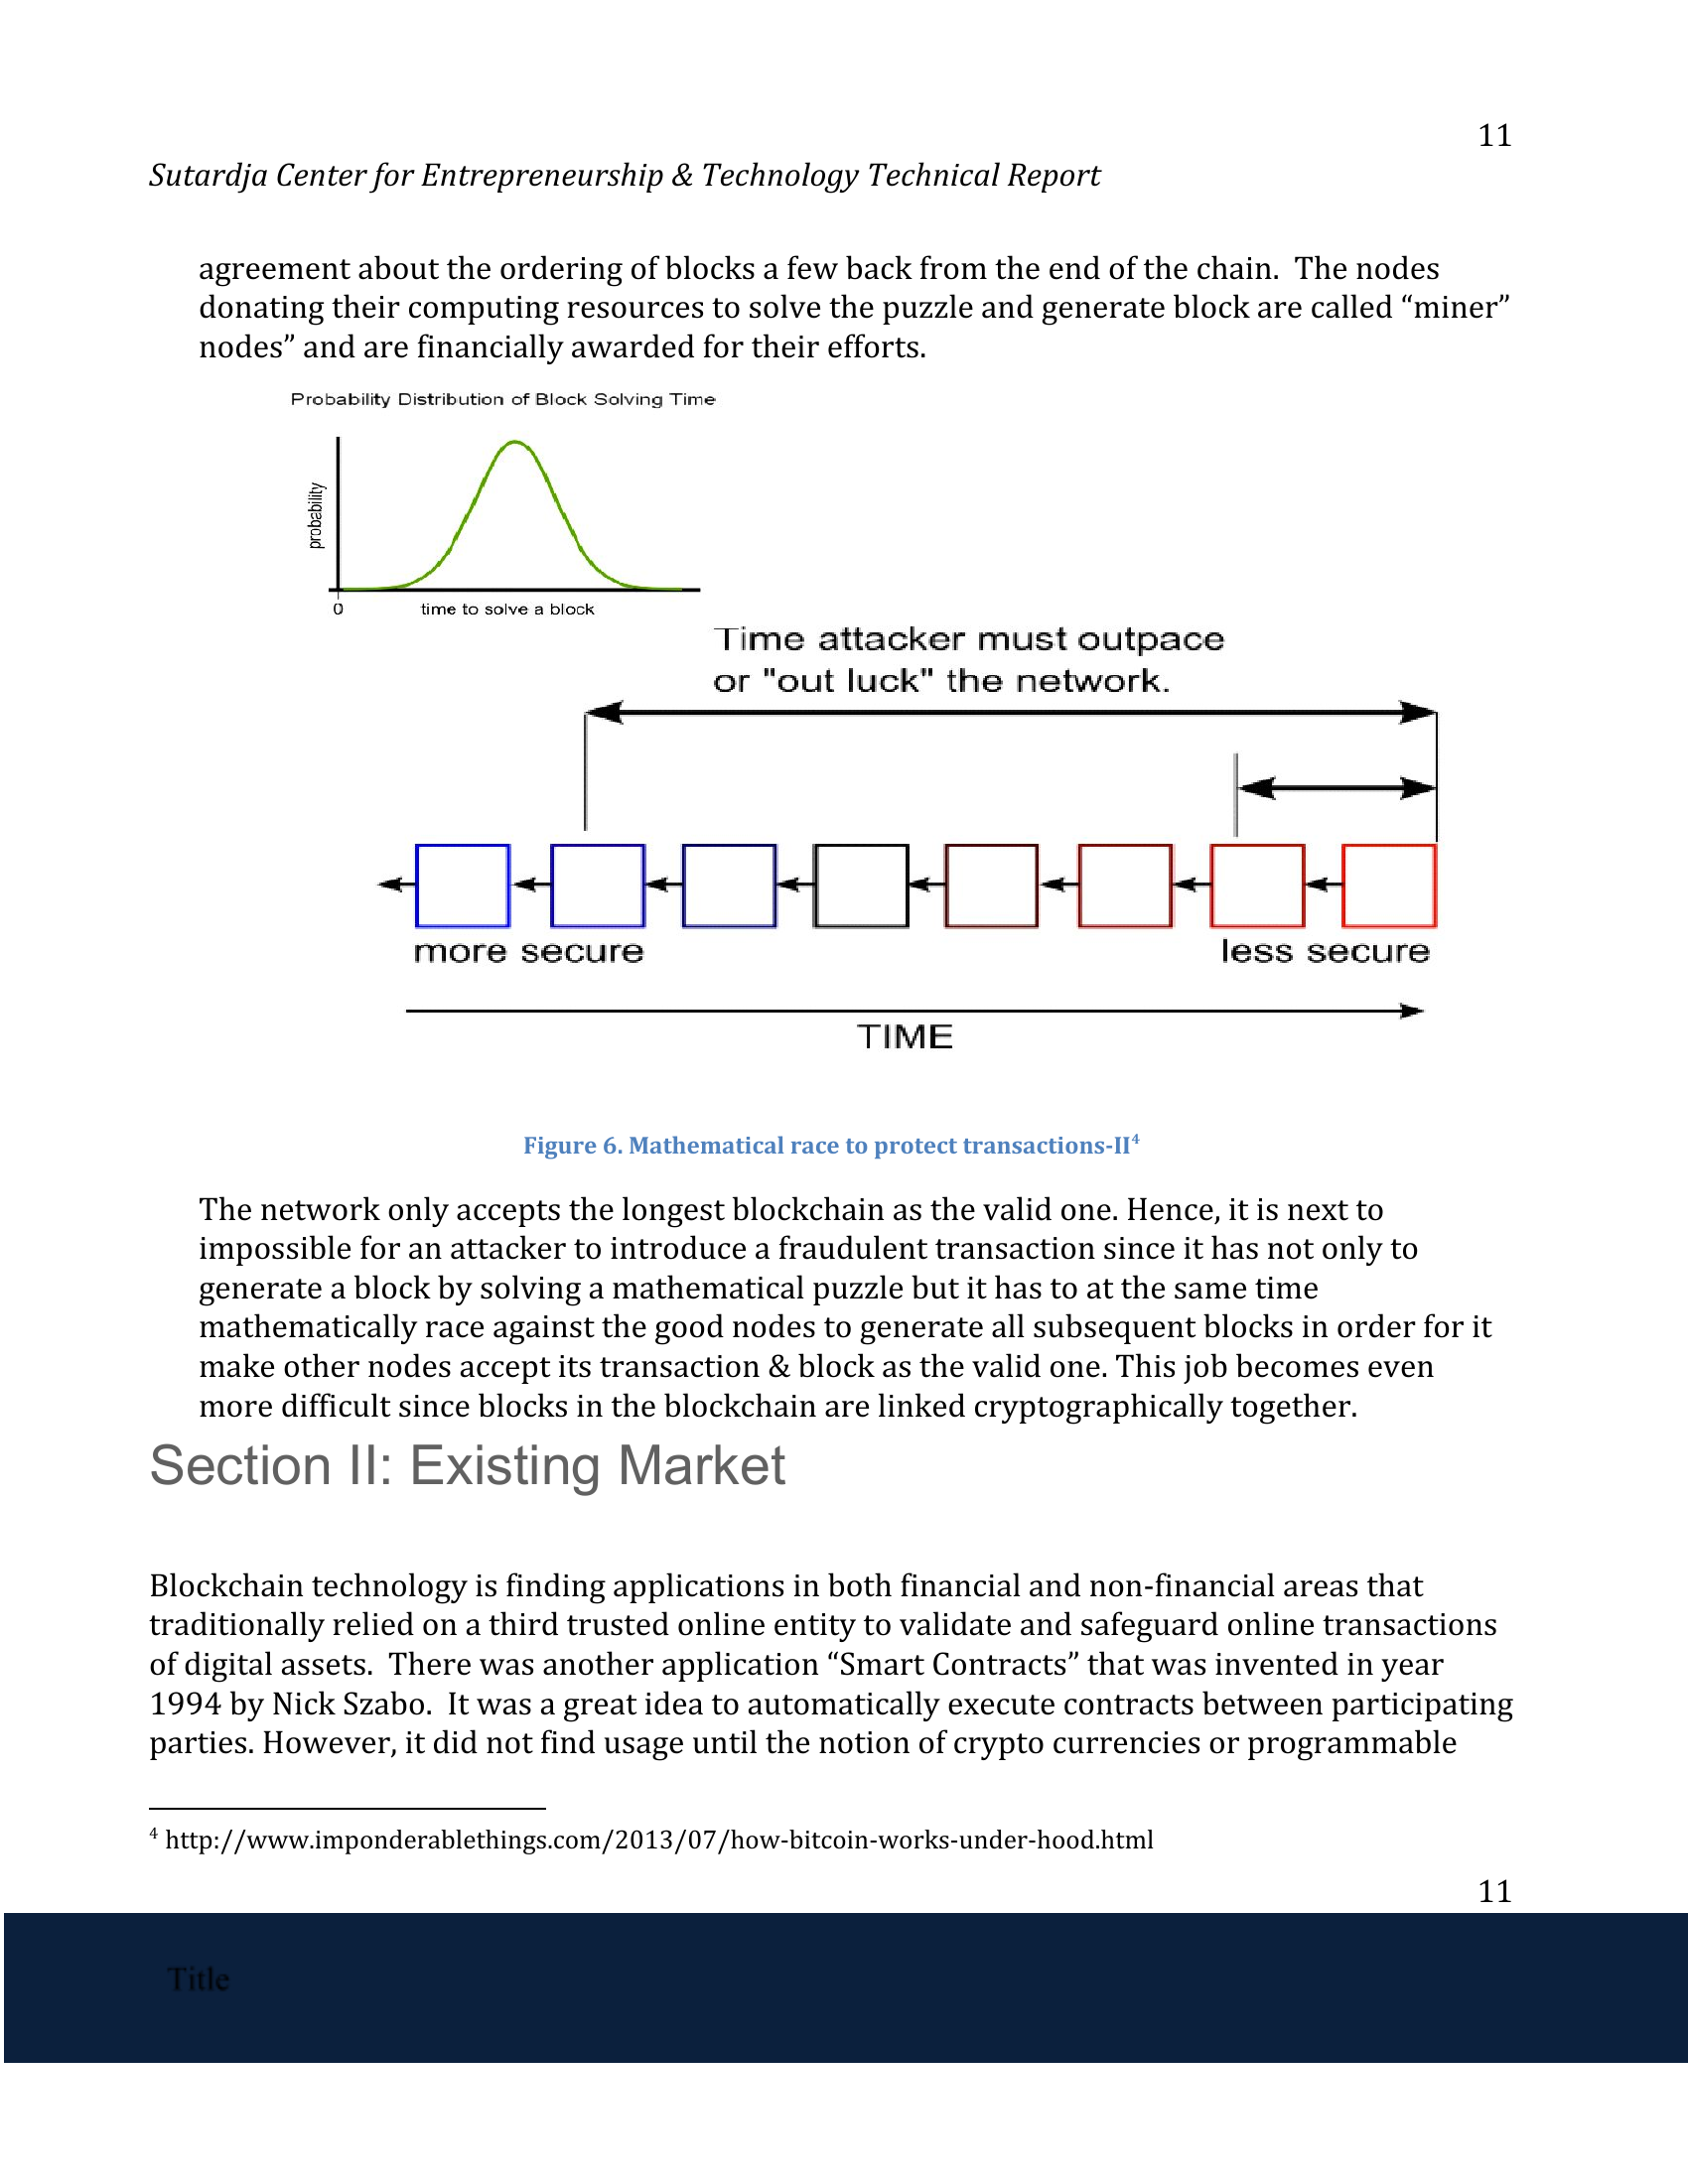 11
Sutardja Center for Entrepreneurship & Technology Technical Report
agreement about the ordering of blocks a few back from the end of the chain.  The nodes
donating their computing resources to solve the puzzle and generate block are called “miner”
nodes” and are financially awarded for their efforts.
Probability Distribution of Block Solving Time
probability
0
time to solve a block
Time attacker must outpace
or "out luck" the network.
more secure
less secure
TIME
Figure 6. Mathematical race to protect transactions-II4
The network only accepts the longest blockchain as the valid one. Hence, it is next to
impossible for an attacker to introduce a fraudulent transaction since it has not only to
generate a block by solving a mathematical puzzle but it has to at the same time
mathematically race against the good nodes to generate all subsequent blocks in order for it
make other nodes accept its transaction & block as the valid one. This job becomes even
more difficult since blocks in the blockchain are linked cryptographically together.
Section II: Existing Market
Blockchain technology is finding applications in both financial and non-financial areas that
traditionally relied on a third trusted online entity to validate and safeguard online transactions
of digital assets.  There was another application “Smart Contracts” that was invented in year
1994 by Nick Szabo.  It was a great idea to automatically execute contracts between participating
parties. However, it did not find usage until the notion of crypto currencies or programmable
4 http://www.imponderablethings.com/2013/07/how-bitcoin-works-under-hood.html
11
Title